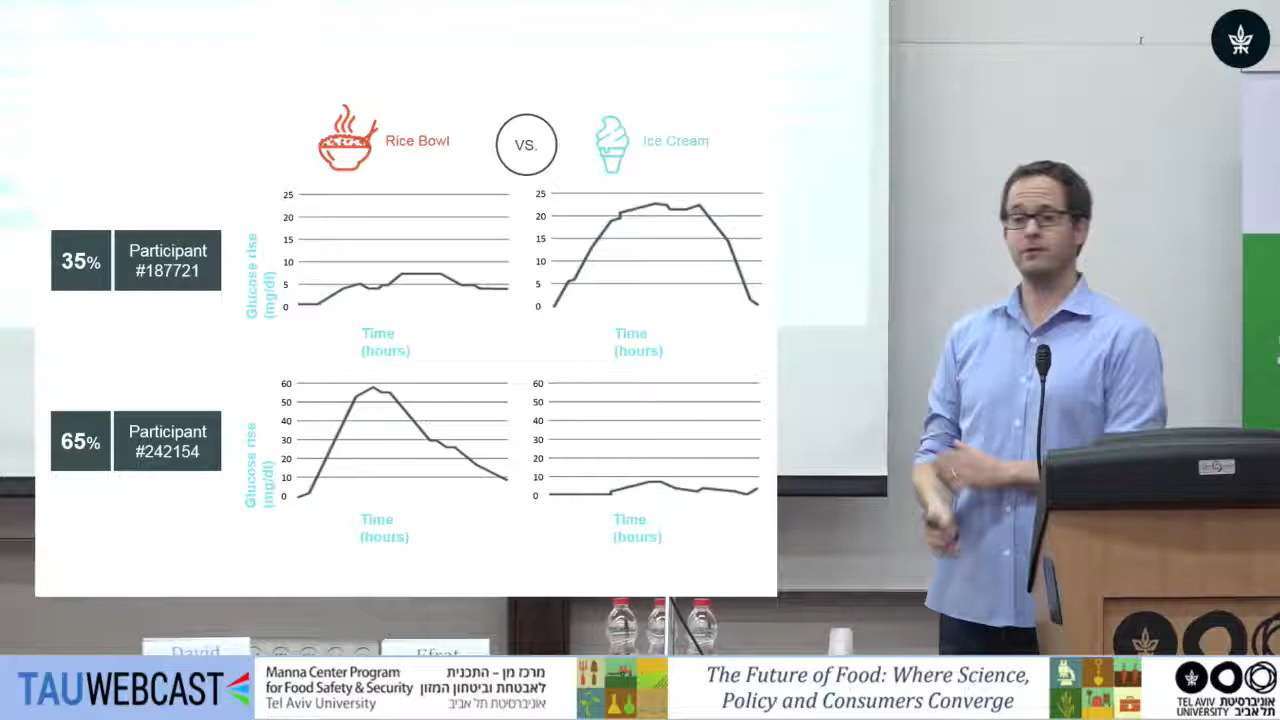 Rice Bowl
VS.
Ice Cream
35%
Participant
#187721
Glucose rise
(mg/dl)
25
20
15
10
5
0
Time
(hours)
25
20
15
10
5
0
Time
(hours)
65%
Participant
#242154
Glucose rise
(mg/dl)
60
50
40
30
20
10
0
Time
(hours)
60
50
40
30
20
10
0
Time
(hours)
David
Efrat
TAUWEBCAST
Manna Center Program
for Food Safety & Security
Tel Aviv University
מרכז מן – התכנית
לאבטחת וביטחון המזון
אוניברסיטת תל אביב
The Future of Food: Where Science,
Policy and Consumers Converge
TEL AVIV
UNIVERSITY
אוניברסיטת
תל אביב